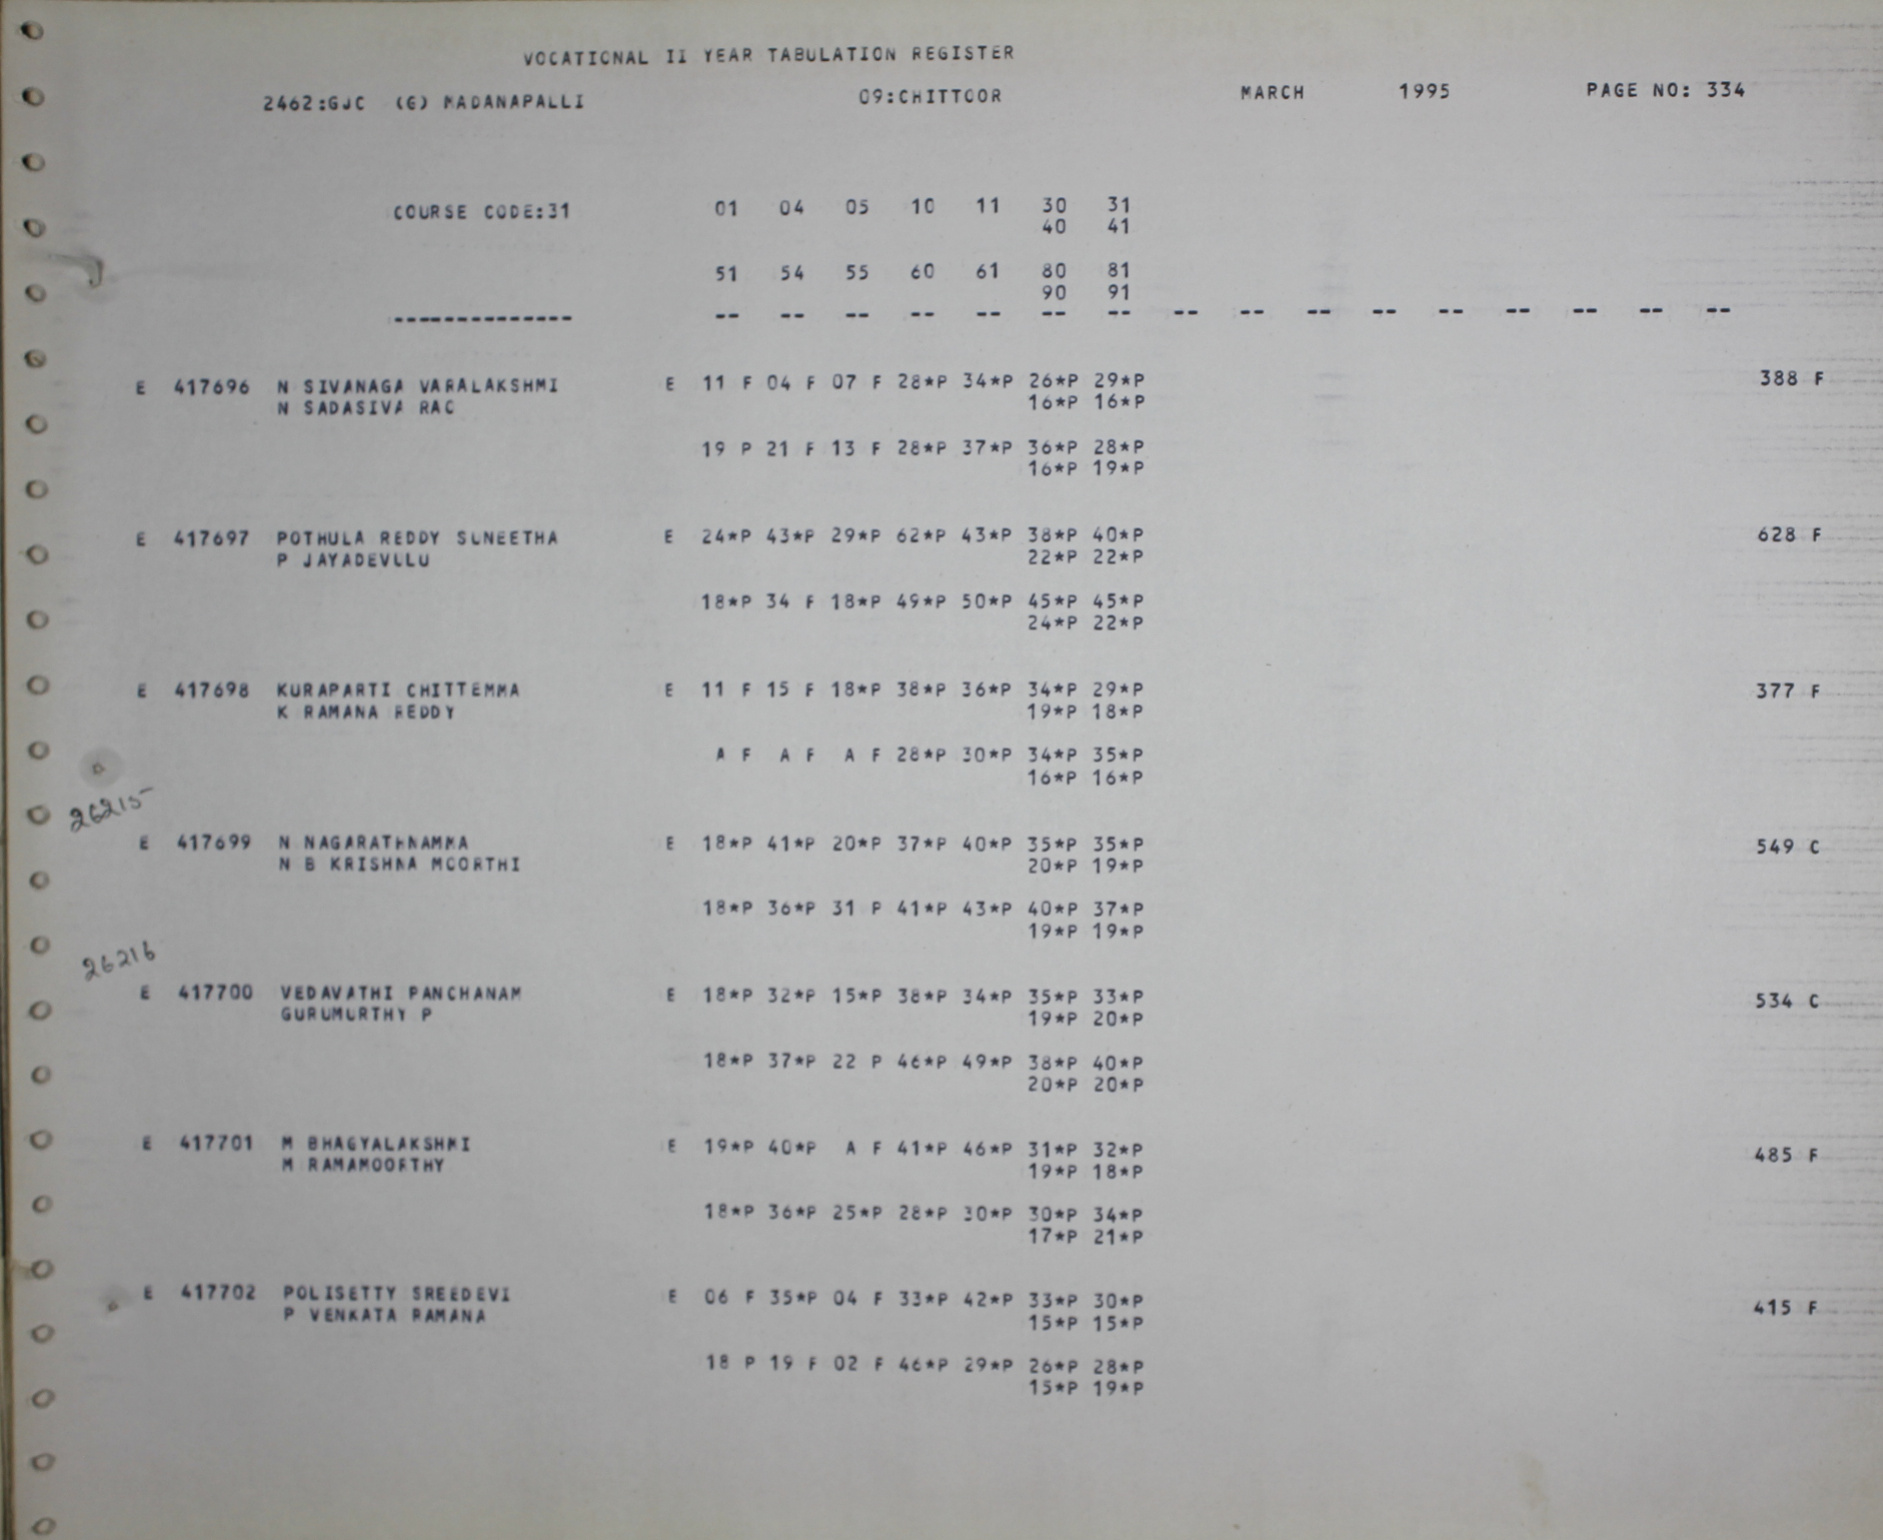 VOCATIONAL II YEAR TABULATION REGISTER
2462:GJC (G) MADANAPALLI 09:CHITTOOR MARCH 1995 PAGE NO: 334
COURSE CODE:31 01 04 05 10 11 30 31
40 41
51 54 55 60 61 80 81
90 91
-------------- -- -- -- -- -- -- -- -- -- -- -- -- -- -- -- --
E 417696 N SIVANAGA VARALAKSHMI E 11 F 04 F 07 F 28*P 34*P 26*P 29*P 388 F
N SADASIVA RAO 16*P 16*P
19 P 21 F 13 F 28*P 37*P 36*P 28*P
16*P 19*P
E 417697 POTHULA REDDY SUNEETHA E 24*P 43*P 29*P 62*P 43*P 38*P 40*P 628 F
P JAYADEVLLU 22*P 22*P
18*P 34 F 18*P 49*P 50*P 45*P 45*P
24*P 22*P
E 417698 KURAPARTI CHITTEMMA E 11 F 15 F 18*P 38*P 36*P 34*P 29*P 377 F
K RAMANA REDDY 19*P 18*P
A F A F A F 28*P 30*P 34*P 35*P
16*P 16*P
26215
E 417699 N NAGARATHNAMMA E 18*P 41*P 20*P 37*P 40*P 35*P 35*P 549 C
N B KRISHNA MOORTHI 20*P 19*P
18*P 36*P 31 P 41*P 43*P 40*P 37*P
19*P 19*P
26216
E 417700 VEDAVATHI PANCHANAM E 18*P 32*P 15*P 38*P 34*P 35*P 33*P 534 C
GURUMURTHY P 19*P 20*P
18*P 37*P 22 P 46*P 49*P 38*P 40*P
20*P 20*P
E 417701 M BHAGYALAKSHMI E 19*P 40*P A F 41*P 46*P 31*P 32*P 485 F
M RAMAMOORTHY 19*P 18*P
18*P 36*P 25*P 28*P 30*P 30*P 34*P
17*P 21*P
E 417702 POLISETTY SREEDEVI E 06 F 35*P 04 F 33*P 42*P 33*P 30*P 415 F
P VENKATA RAMANA 15*P 15*P
18 P 19 F 02 F 46*P 29*P 26*P 28*P
15*P 19*P